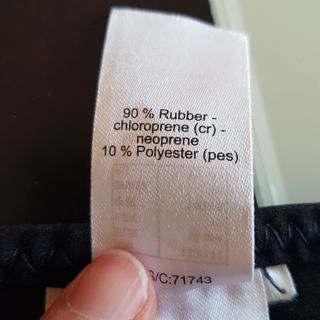 90 % Rubber -
chloroprene (cr) -
neoprene
10 % Polyester (pes)
S/C:71743